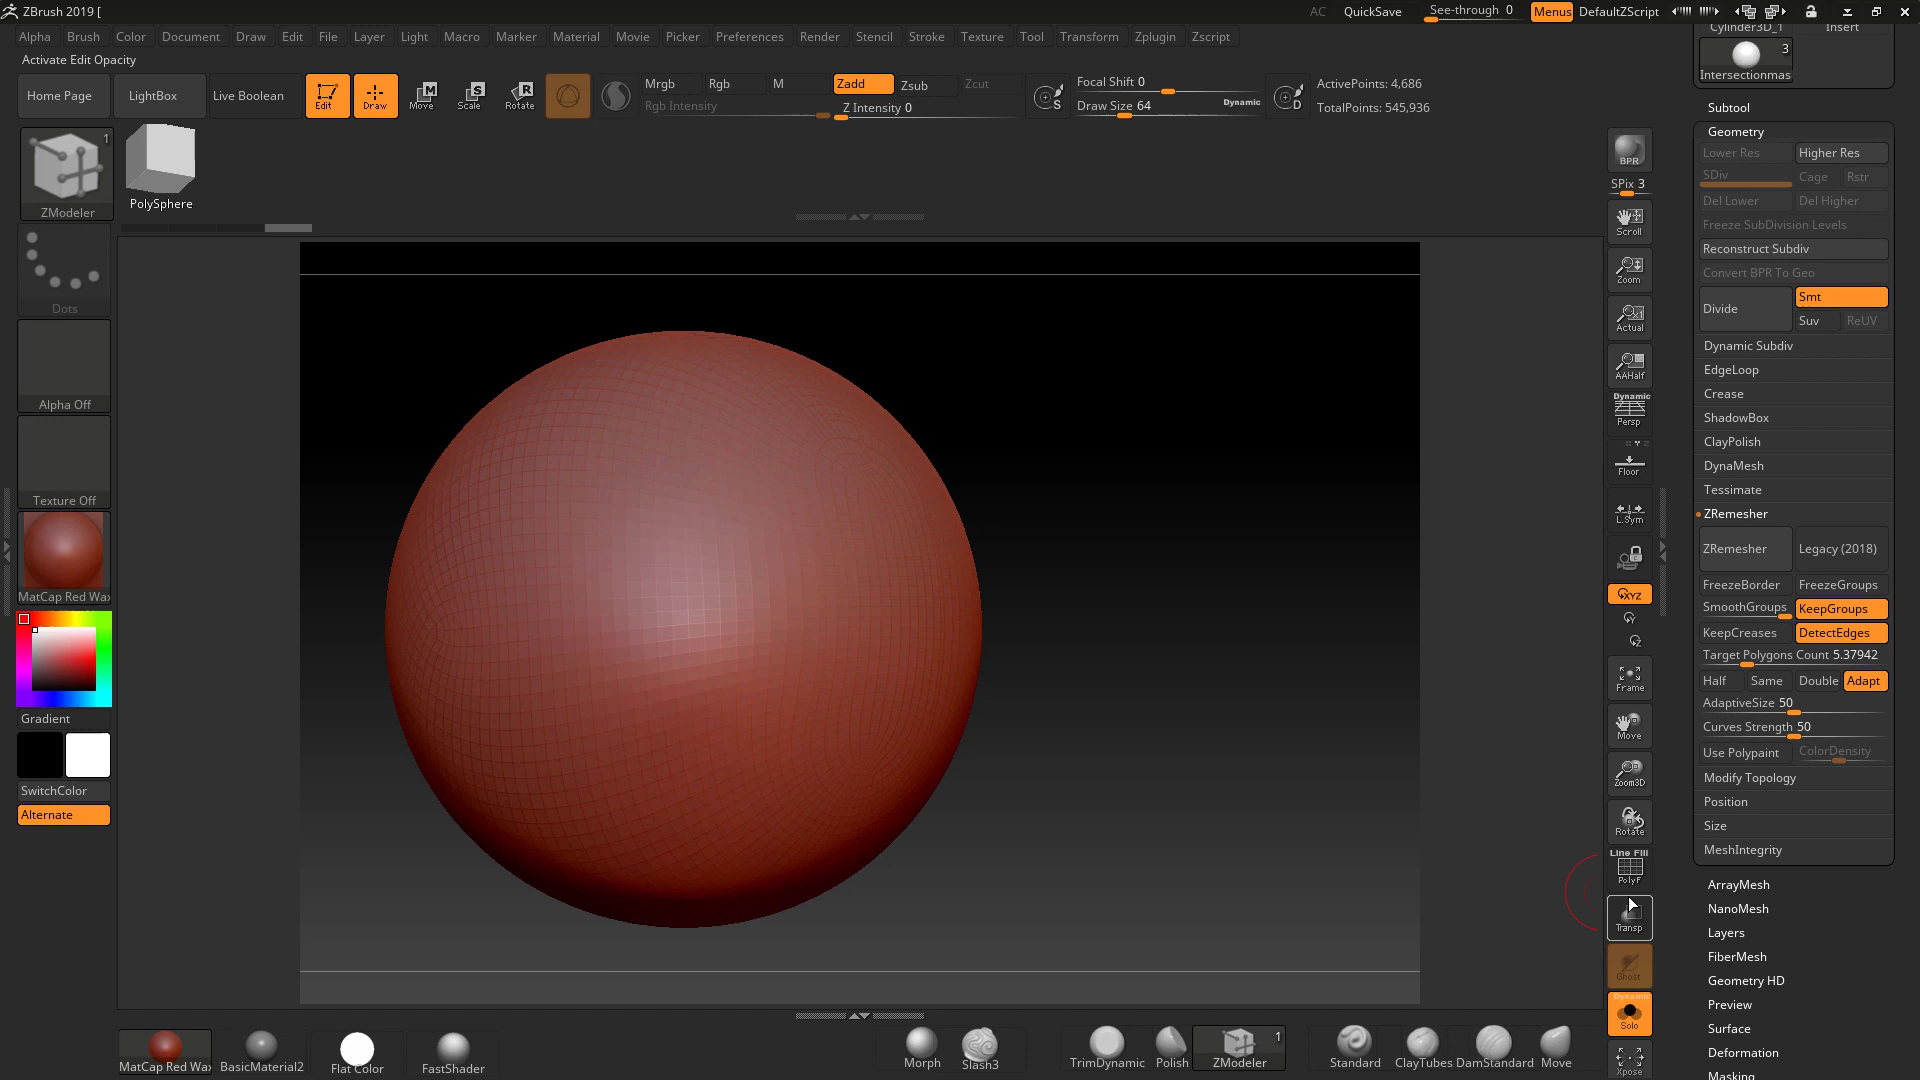 ZBrush 2019 [
AC
QuickSave
See-through 0
Menus
DefaultZScript
Alpha
Brush
Color
Document
Draw
Edit
File
Layer
Light
Macro
Marker
Material
Movie
Picker
Preferences
Render
Stencil
Stroke
Texture
Tool
Transform
Zplugin
Zscript
Activate Edit Opacity
Home Page
LightBox
Live Boolean
Edit
Draw
Move
Scale
Rotate
Mrgb
Rgb
M
Zadd
Zsub
Zcut
Rgb Intensity
Z Intensity 0
Focal Shift 0
Draw Size 64
Dynamic
ActivePoints: 4,686
TotalPoints: 545,936
1
ZModeler
PolySphere
Dots
Alpha Off
Texture Off
MatCap Red Wax
Gradient
SwitchColor
Alternate
BPR
SPix 3
Scroll
Zoom
Actual
AAHalf
Dynamic
Persp
Floor
L.Sym
XYZ
Frame
Move
Zoom3D
Rotate
Line Fill
PolyF
Transp
Ghost
Dynamic
Solo
Xpose
Cylinder3D_1
Insert
3
Intersectionmas
Subtool
Geometry
Lower Res
Higher Res
SDiv
Cage
Rstr
Del Lower
Del Higher
Freeze SubDivision Levels
Reconstruct Subdiv
Convert BPR To Geo
Divide
Smt
Suv
ReUV
Dynamic Subdiv
EdgeLoop
Crease
ShadowBox
ClayPolish
DynaMesh
Tessimate
ZRemesher
ZRemesher
Legacy (2018)
FreezeBorder
FreezeGroups
SmoothGroups
KeepGroups
KeepCreases
DetectEdges
Target Polygons Count 5.37942
Half
Same
Double
Adapt
AdaptiveSize 50
Curves Strength 50
Use Polypaint
ColorDensity
Modify Topology
Position
Size
MeshIntegrity
ArrayMesh
NanoMesh
Layers
FiberMesh
Geometry HD
Preview
Surface
Deformation
Masking
MatCap Red Wax
BasicMaterial2
Flat Color
FastShader
Morph
Slash3
TrimDynamic
Polish
1
ZModeler
Standard
ClayTubes
DamStandard
Move